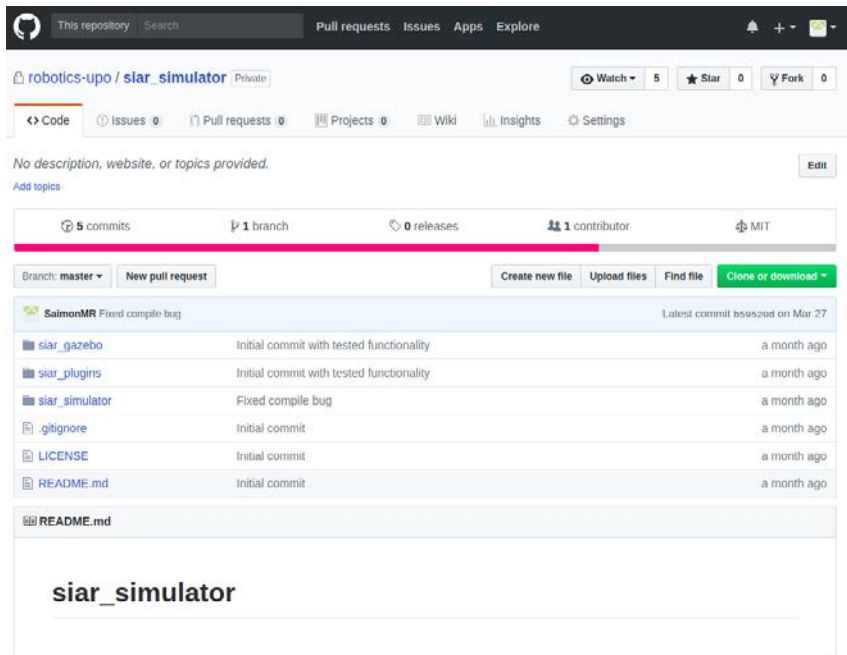 This repository Search Pull requests Issues Apps Explore
robotics-upo / siar_simulator Private Watch 5 Star 0 Fork 0
<> Code Issues 0 Pull requests 0 Projects 0 Wiki Insights Settings
No description, website, or topics provided. Edit
Add topics
5 commits 1 branch 0 releases 1 contributor MIT
Branch: master New pull request Create new file Upload files Find file Clone or download
SaimonMR Fixed compile bug Latest commit on Mar 27
siar_gazebo Initial commit with tested functionality a month ago
siar_plugins Initial commit with tested functionality a month ago
siar_simulator Fixed compile bug a month ago
.gitignore Initial commit a month ago
LICENSE Initial commit a month ago
README.md Initial commit a month ago
README.md
siar_simulator